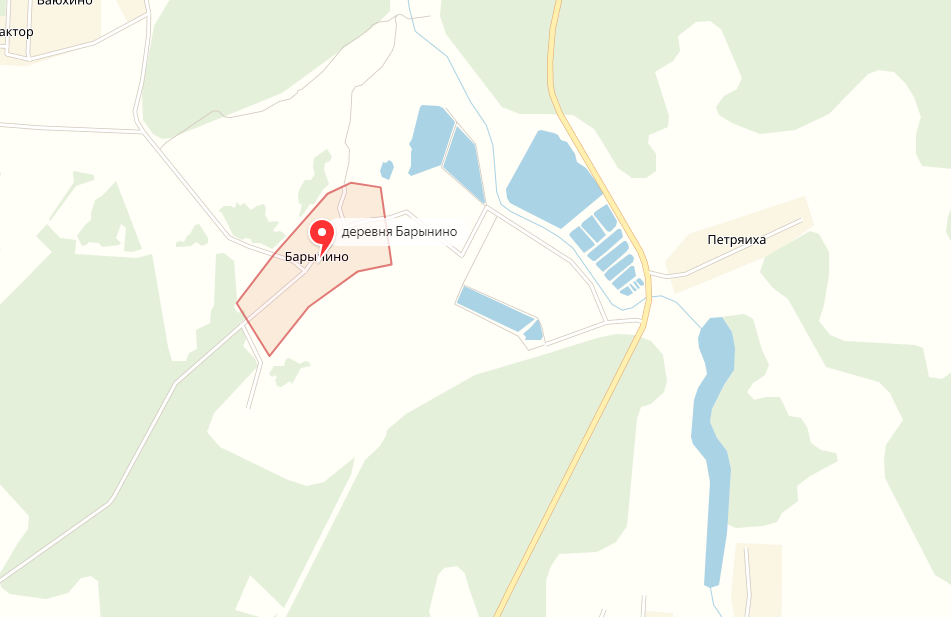 Ваюхино
актор
Петряиха
деревня Барынино
Барынино